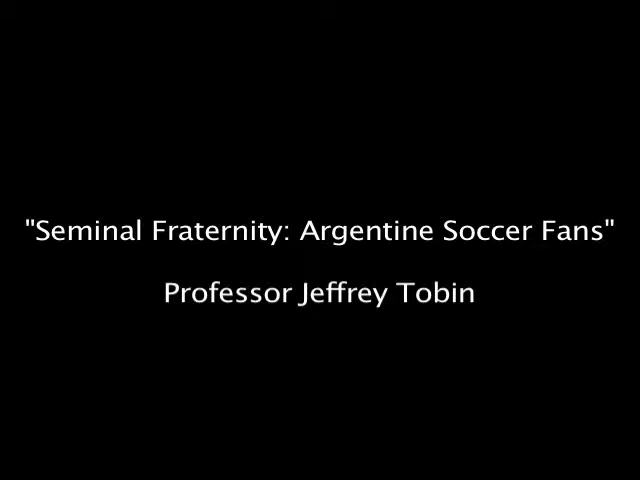 "Seminal Fraternity: Argentine Soccer Fans"
Professor Jeffrey Tobin